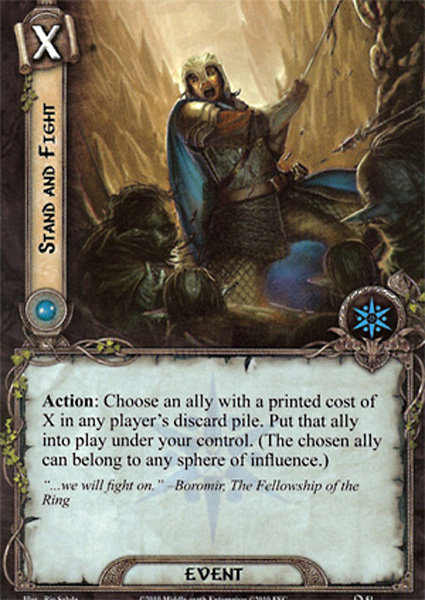 X
Stand and Fight
Action: Choose an ally with a printed cost of
X in any player's discard pile. Put that ally
into play under your control. (The chosen ally
can belong to any sphere of influence.)
"...we will fight on." –Boromir, The Fellowship of the
Ring
EVENT